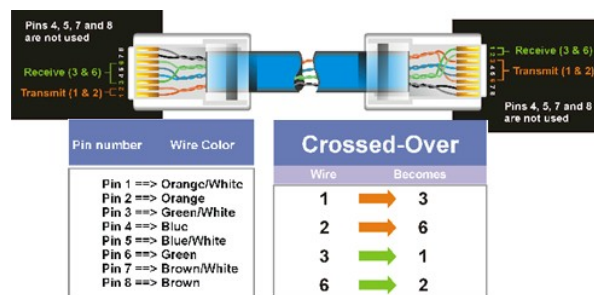 Pins 4, 5, 7 and 8
are not used
Receive (3 & 6)
Transmit (1 & 2)
Receive (3 & 6)
Transmit (1 & 2)
Pins 4, 5, 7 and 8
are not used
Pin number Wire Color
Pin 1 ==> Orange/White
Pin 2 ==> Orange
Pin 3 ==> Green/White
Pin 4 ==> Blue
Pin 5 ==> Blue/White
Pin 6 ==> Green
Pin 7 ==> Brown/White
Pin 8 ==> Brown
Crossed-Over
Wire Becomes
1 3
2 6
3 1
6 2